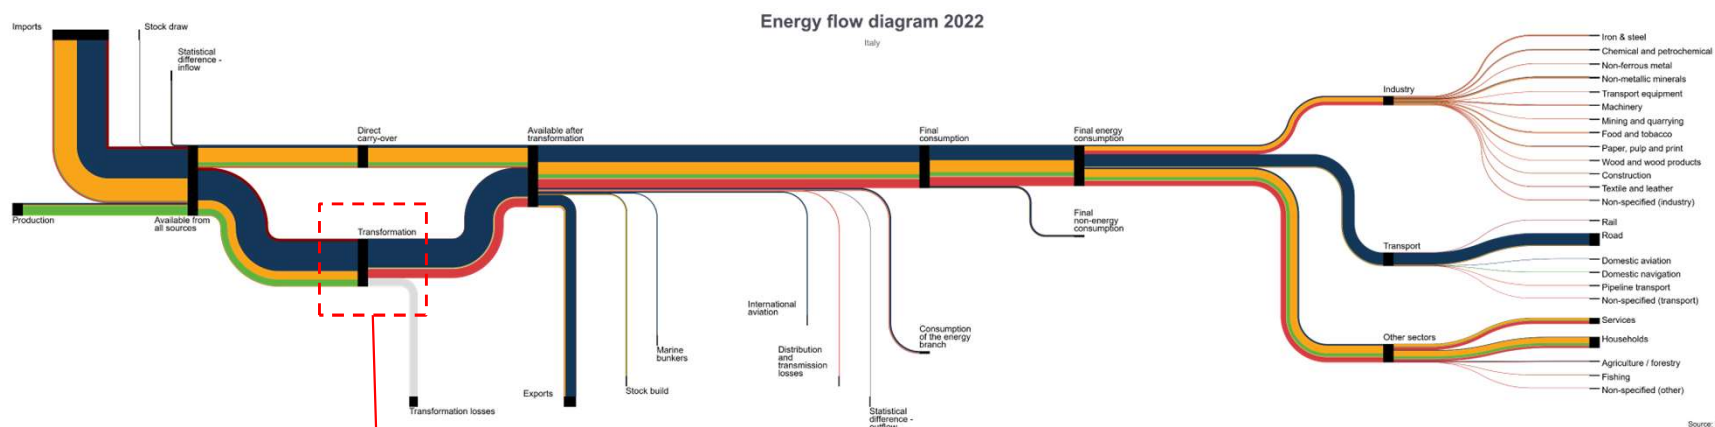 Energy flow diagram 2022
Italy
Imports
Stock draw
Statistical
difference -
inflow
Production
Available from
all sources
Direct
carry-over
Transformation
Transformation losses
Available after
transformation
Exports
Stock build
Marine
bunkers
International
aviation
Distribution
and
transmission
losses
Statistical
difference -
outflow
Consumption
of the energy
branch
Final
consumption
Final energy
consumption
Final
non-energy
consumption
Industry
Iron & steel
Chemical and petrochemical
Non-ferrous metal
Non-metallic minerals
Transport equipment
Machinery
Mining and quarrying
Food and tobacco
Paper, pulp and print
Wood and wood products
Construction
Textile and leather
Non-specified (industry)
Transport
Rail
Road
Domestic aviation
Domestic navigation
Pipeline transport
Non-specified (transport)
Other sectors
Services
Households
Agriculture / forestry
Fishing
Non-specified (other)
Source: